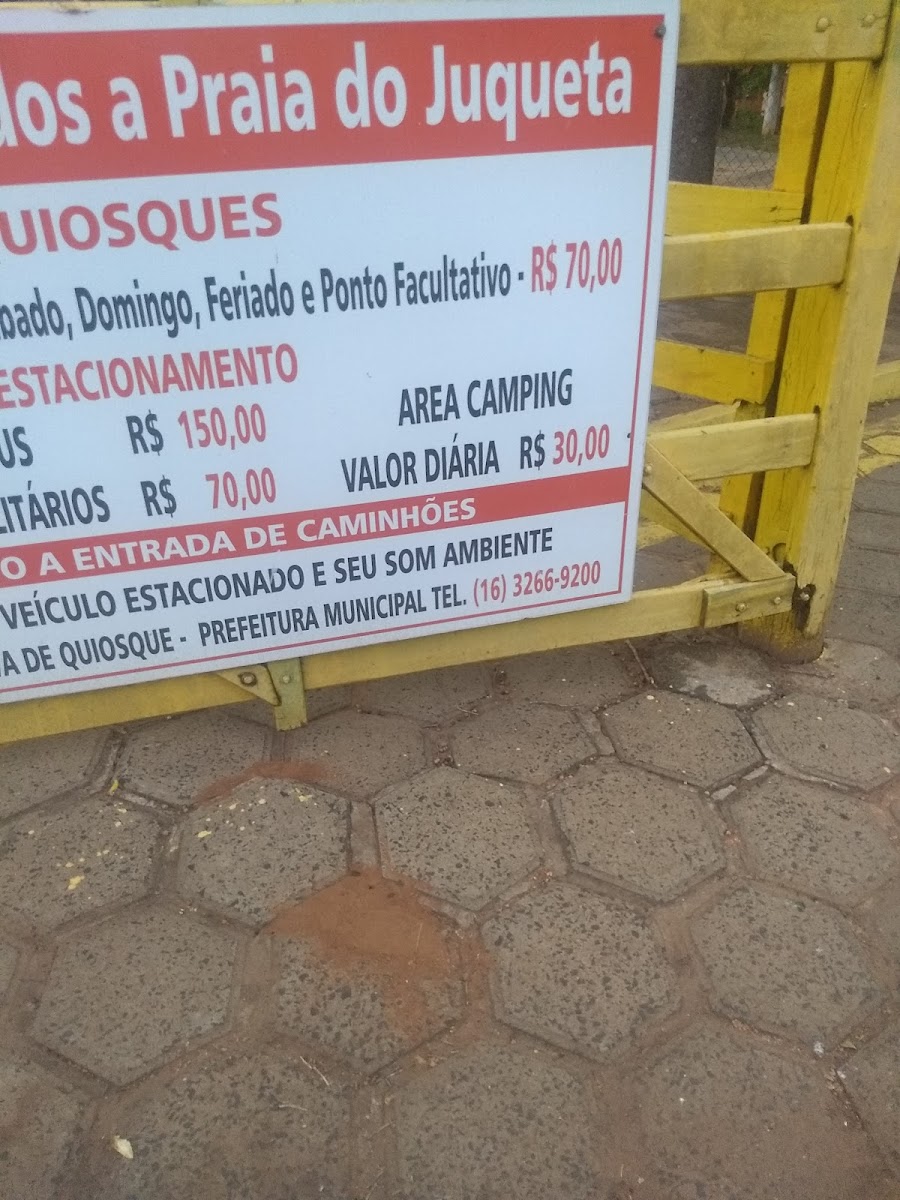 dos a Praia do Juqueta
QUIOSQUES
bado, Domingo, Feriado e Ponto Facultativo - R$ 70,00
ESTACIONAMENTO
US R$ 150,00
LITÁRIOS R$ 70,00
AREA CAMPING
VALOR DIÁRIA R$ 30,00
O A ENTRADA DE CAMINHÕES
VEÍCULO ESTACIONADO E SEU SOM AMBIENTE
A DE QUIOSQUE - PREFEITURA MUNICIPAL TEL. (16) 3266-9200